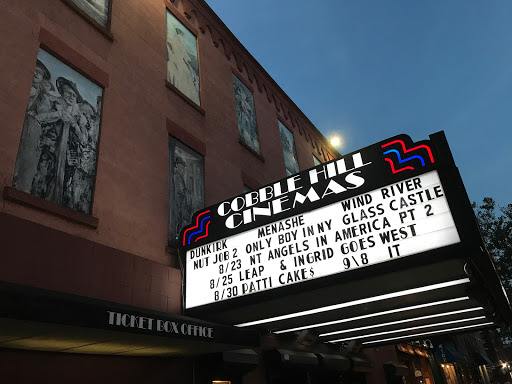 COBBLE HILL
CINEMAS
DUNKIRK MENASHE WIND RIVER
NUT JOB 2 ONLY BOY IN NY GLASS CASTLE
8/23 NT ANGELS IN AMERICA PT 2
8/25 LEAP & INGRID GOES WEST
8/30 PATTI CAKE$ 9\8 IT
TICKET BOX OFFICE